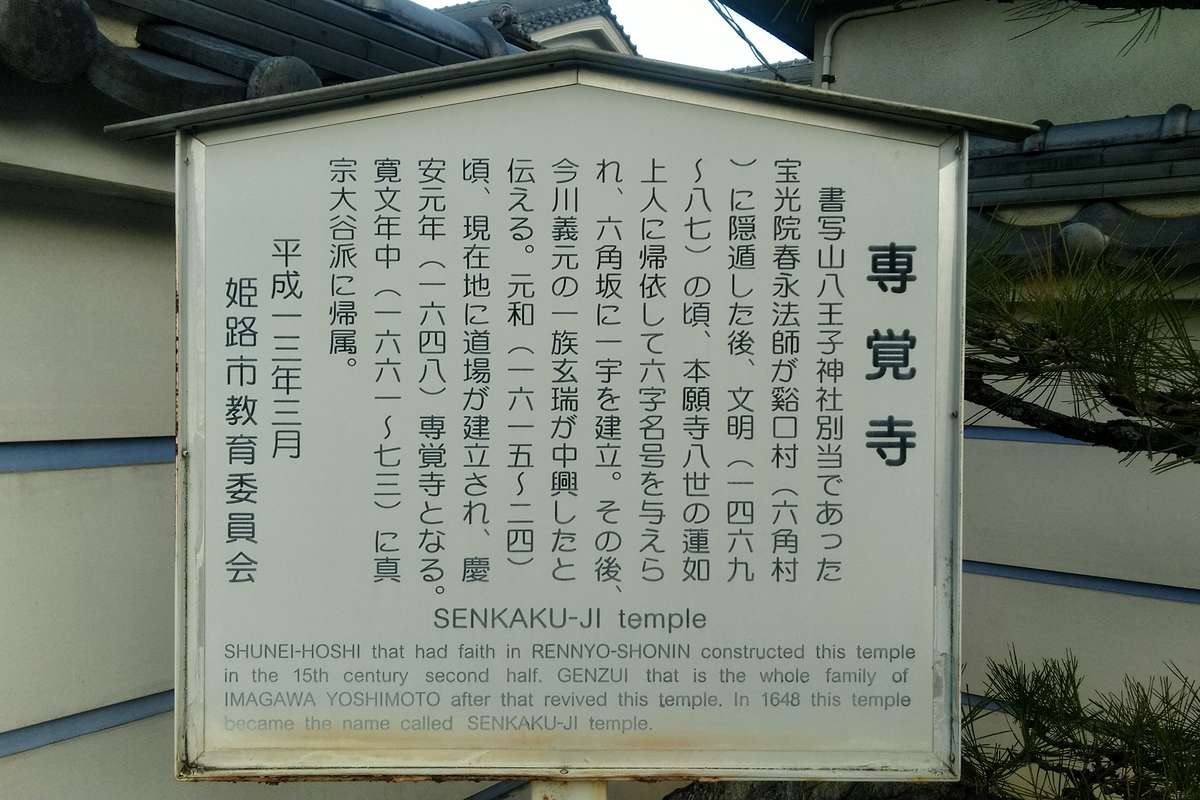 専覚寺
書写山八王子神社別当であった
宝光院春永法師が谿口村（六角村
）に隠遁した後、文明（一四六九
～八七）の頃、本願寺八世の蓮如
上人に帰依して六字名号を与えら
れ、六角坂に一宇を建立。その後、
今川義元の一族玄瑞が中興したと
伝える。元和（一六一五～二四）
頃、現在地に道場が建立され、慶
安元年（一六四八）専覚寺となる。
寛文年中（一六六一～七三）に真
宗大谷派に帰属。
平成一三年三月
姫路市教育委員会
SENKAKU-JI temple
SHUNEI-HOSHI that had faith in RENNYO-SHONIN constructed this temple
in the 15th century second half. GENZUI that is the whole family of
IMAGAWA YOSHIMOTO after that revived this temple. In 1648 this temple
became the name called SENKAKU-JI temple.